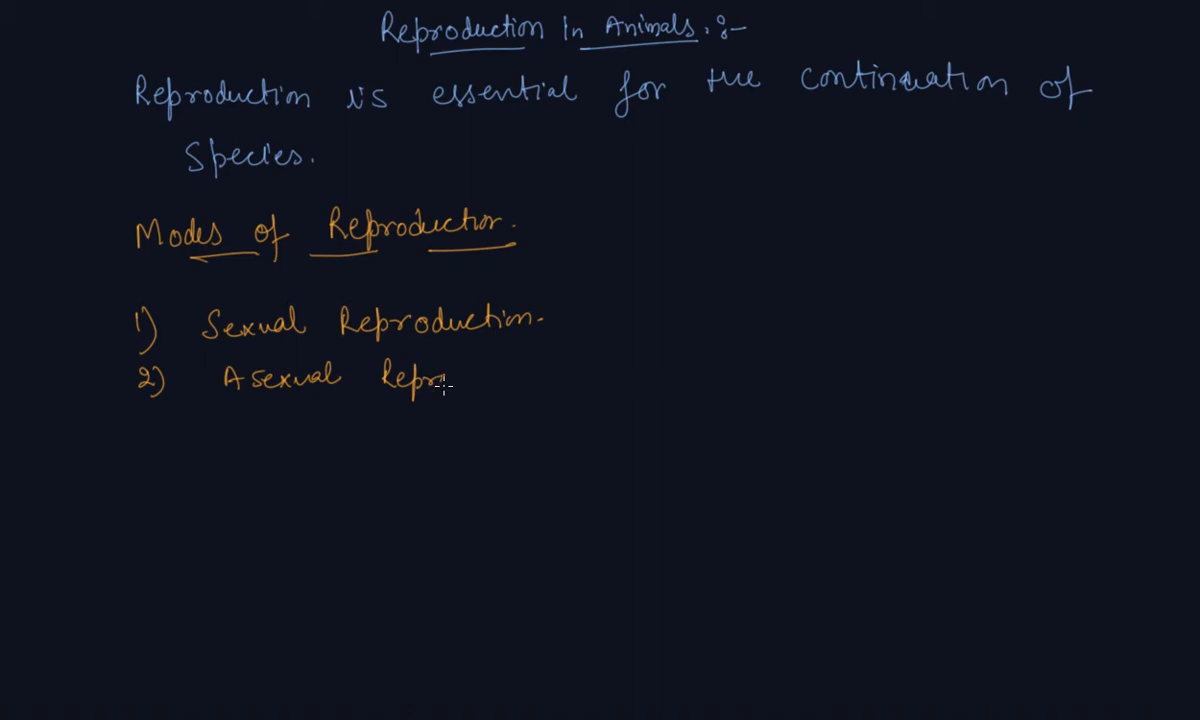 Reproduction In Animals :-
Reproduction is essential for the continuation of
Species.
Modes of Reproduction.
1) Sexual Reproduction.
2) Asexual Repr